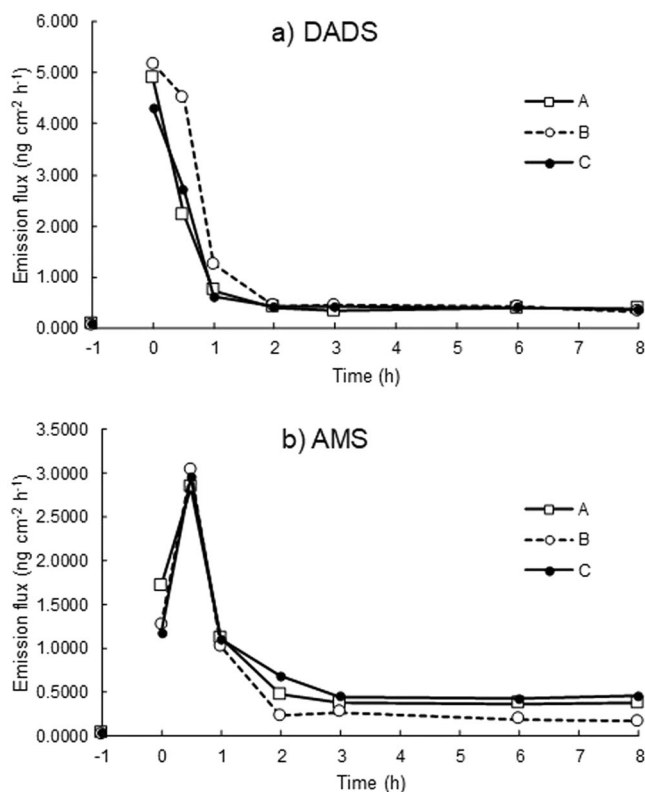 a) DADS
Emission flux (ng cm⁻² h⁻¹)
6.000
5.000
4.000
3.000
2.000
1.000
0.000
A
B
C
-1 0 1 2 3 4 5 6 7 8
Time (h)
b) AMS
Emission flux (ng cm⁻² h⁻¹)
3.5000
3.0000
2.5000
2.0000
1.5000
1.0000
0.5000
0.0000
A
B
C
-1 0 1 2 3 4 5 6 7 8
Time (h)